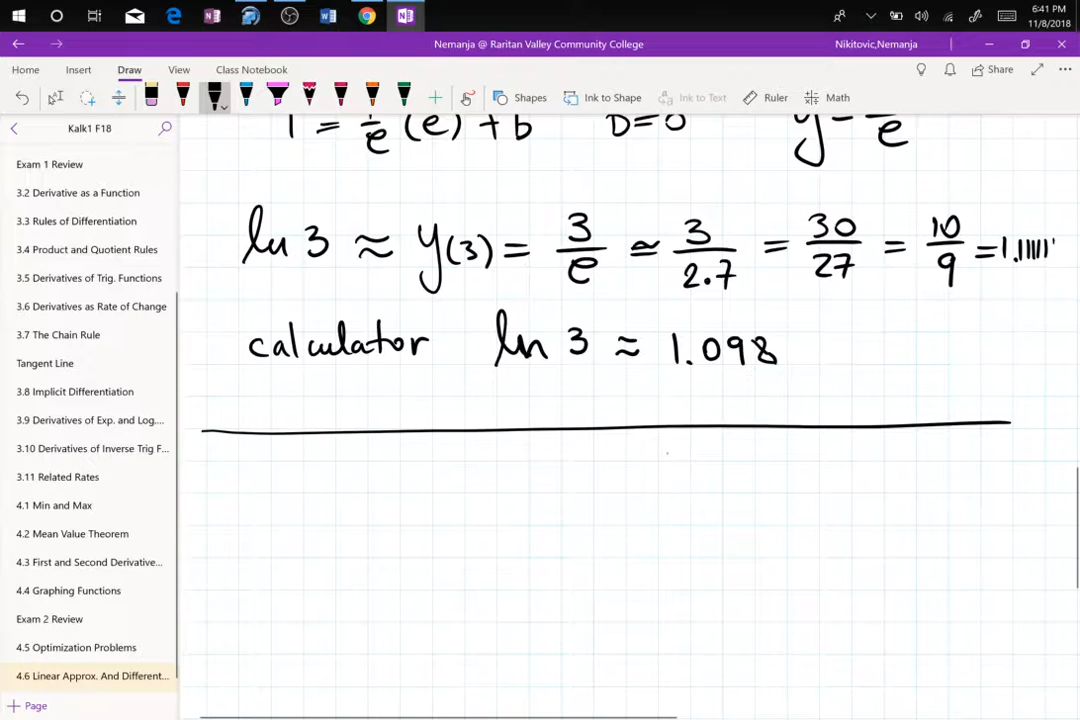 6:41 PM
11/8/2018
Nemanja @ Raritan Valley Community College
Nikitovic,Nemanja
Home Insert Draw View Class Notebook
Share
Shapes Ink to Shape Ink to Text Ruler Math
Kalk1 F18
Exam 1 Review
3.2 Derivative as a Function
3.3 Rules of Differentiation
3.4 Product and Quotient Rules
3.5 Derivatives of Trig. Functions
3.6 Derivatives as Rate of Change
3.7 The Chain Rule
Tangent Line
3.8 Implicit Differentiation
3.9 Derivatives of Exp. and Log....
3.10 Derivatives of Inverse Trig F...
3.11 Related Rates
4.1 Min and Max
4.2 Mean Value Theorem
4.3 First and Second Derivative...
4.4 Graphing Functions
Exam 2 Review
4.5 Optimization Problems
4.6 Linear Approx. And Different...
Page
1 = 1/e (e) + b b=0 y = /e
ln 3 ≈ y(3) = 3/e ≃ 3/2.7 = 30/27 = 10/9 = 1.1111
calculator ln 3 ≈ 1.098